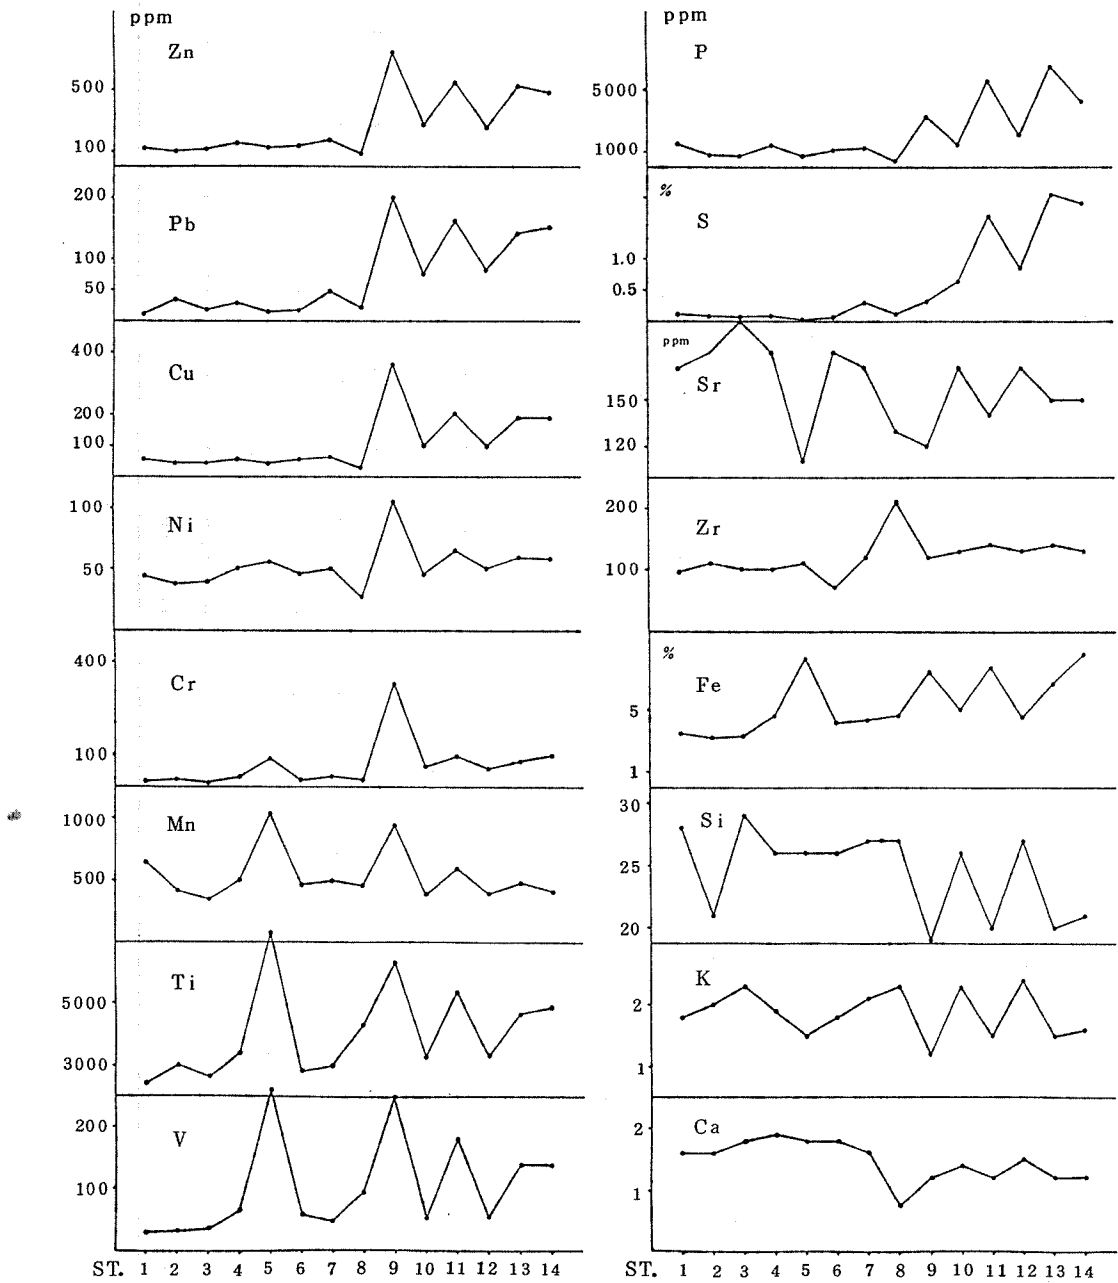 ppm
Zn
500
100
200
Pb
100
50
400
Cu
200
100
100
Ni
50
400
Cr
100
1000
Mn
500
Ti
5000
3000
200
V
100
ST. 1 2 3 4 5 6 7 8 9 10 11 12 13 14
ppm
P
5000
1000
%
S
1.0
0.5
ppm
Sr
150
120
200
Zr
100
%
Fe
5
1
30
Si
25
20
K
2
1
2
Ca
1
ST. 1 2 3 4 5 6 7 8 9 10 11 12 13 14